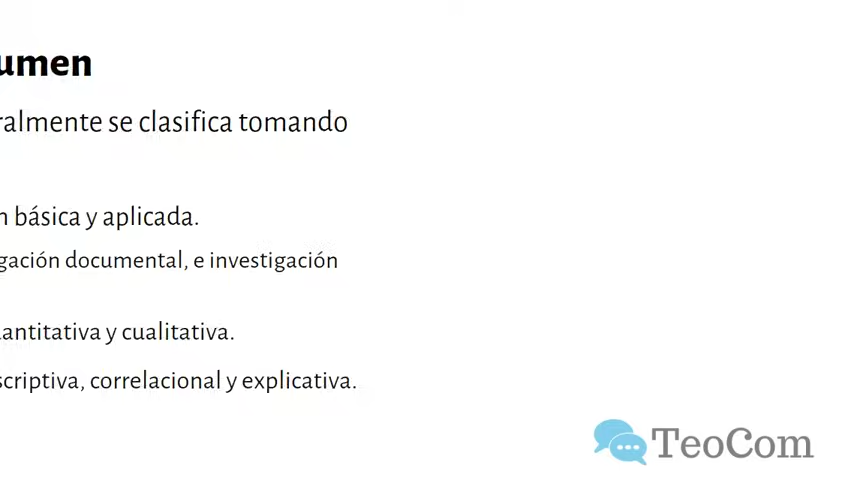 umen
ralmente se clasifica tomando
n básica y aplicada.
gación documental, e investigación
antitativa y cualitativa.
scriptiva, correlacional y explicativa.
TeoCom